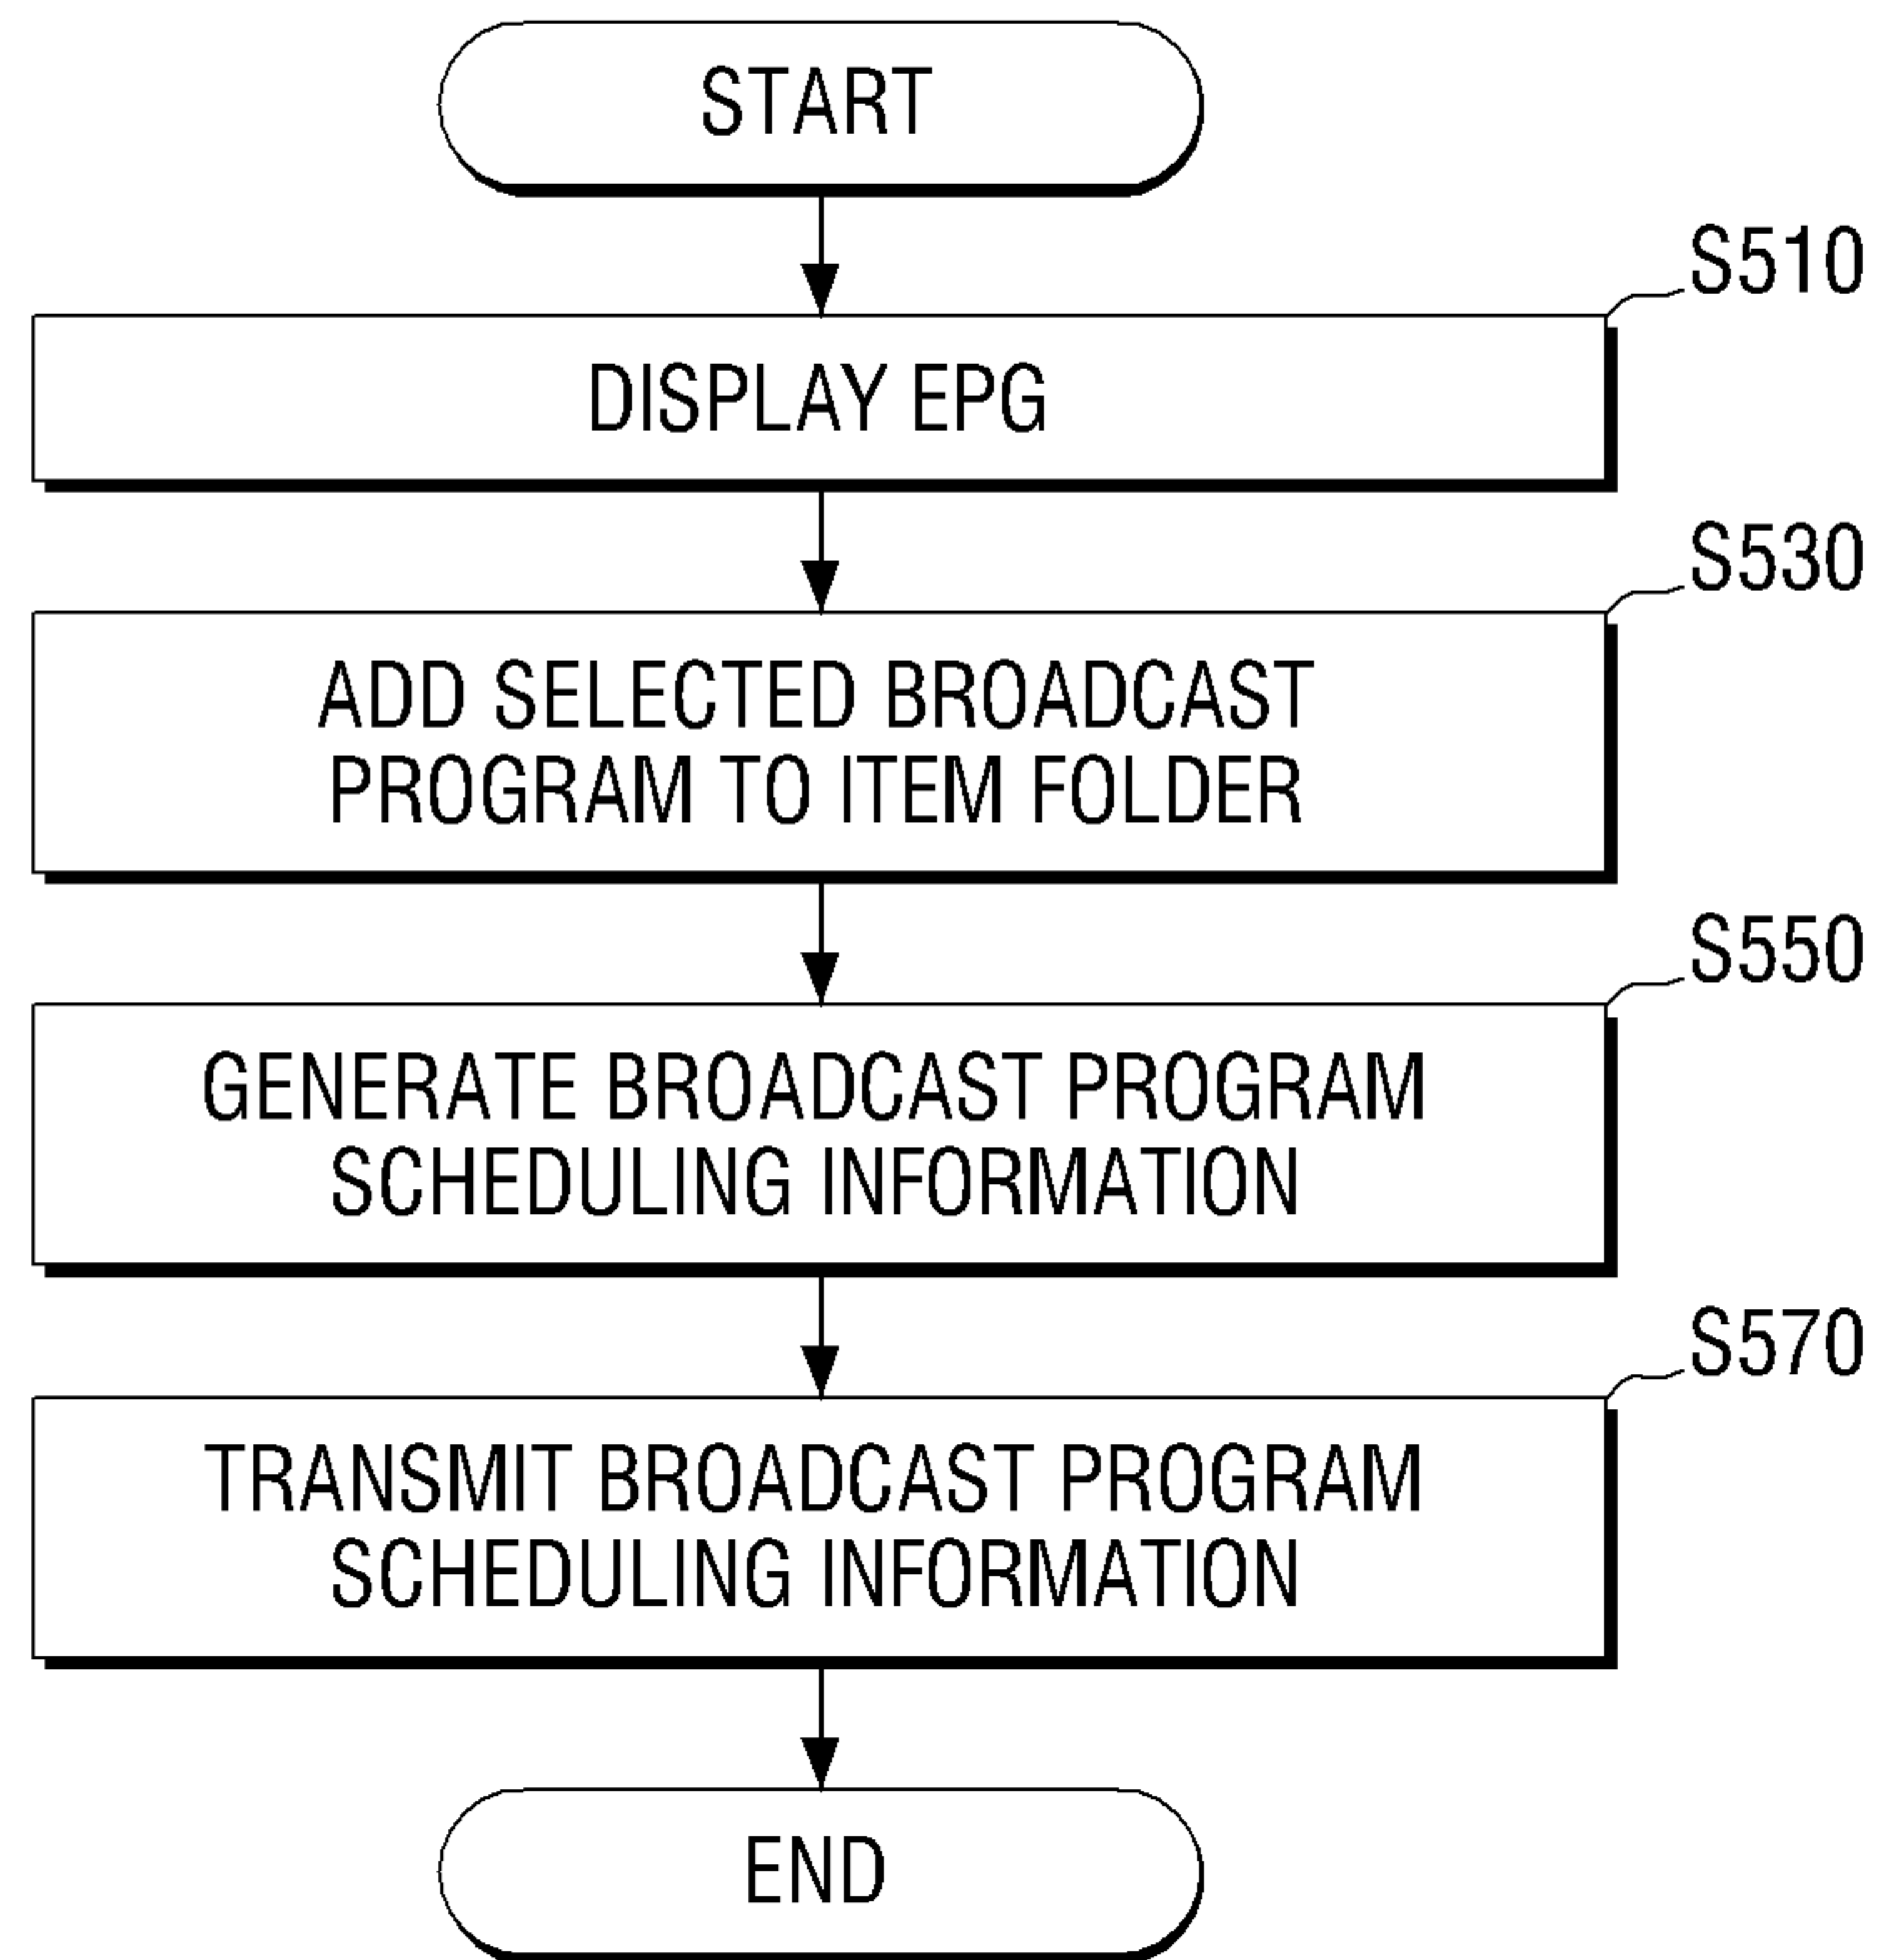 START
S510
DISPLAY EPG
S530
ADD SELECTED BROADCAST
PROGRAM TO ITEM FOLDER
S550
GENERATE BROADCAST PROGRAM
SCHEDULING INFORMATION
S570
TRANSMIT BROADCAST PROGRAM
SCHEDULING INFORMATION
END